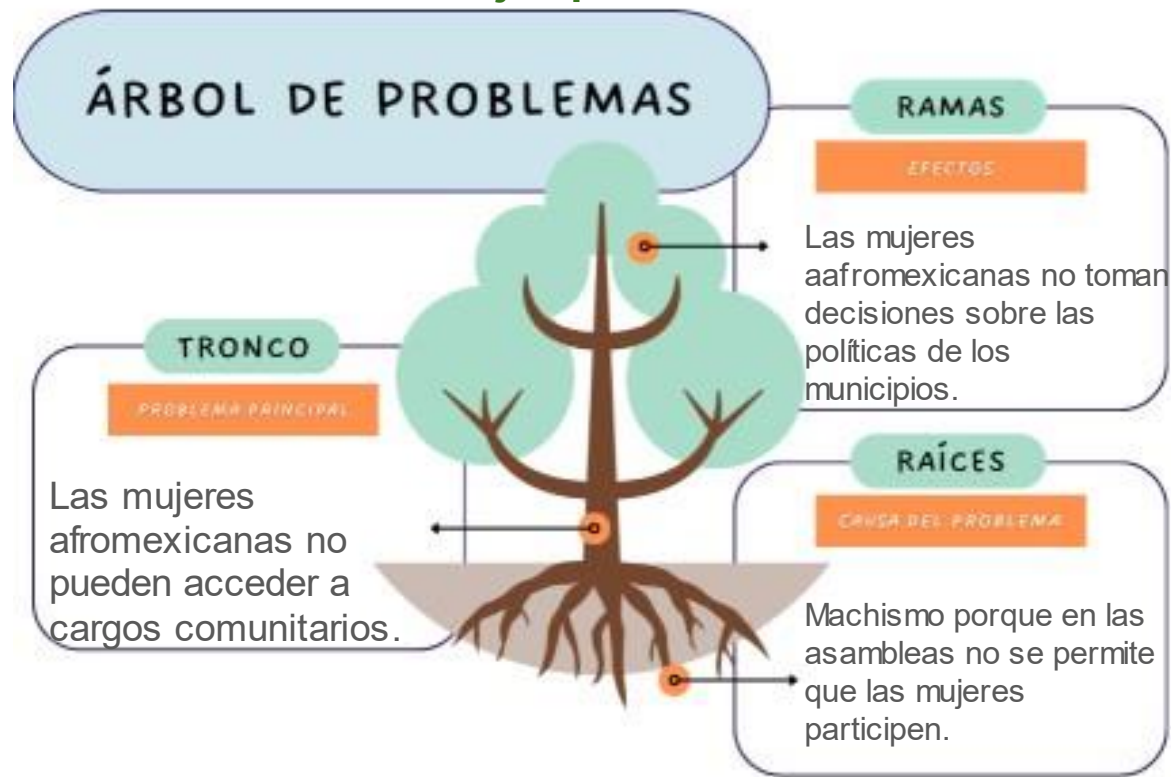 ÁRBOL DE PROBLEMAS
RAMAS
EFECTOS
Las mujeres
aafromexicanas no toman
decisiones sobre las
políticas de los
municipios.
TRONCO
PROBLEMA PRINCIPAL
Las mujeres
afromexicanas no
pueden acceder a
cargos comunitarios.
RAÍCES
CAUSA DEL PROBLEMA
Machismo porque en las
asambleas no se permite
que las mujeres
participen.